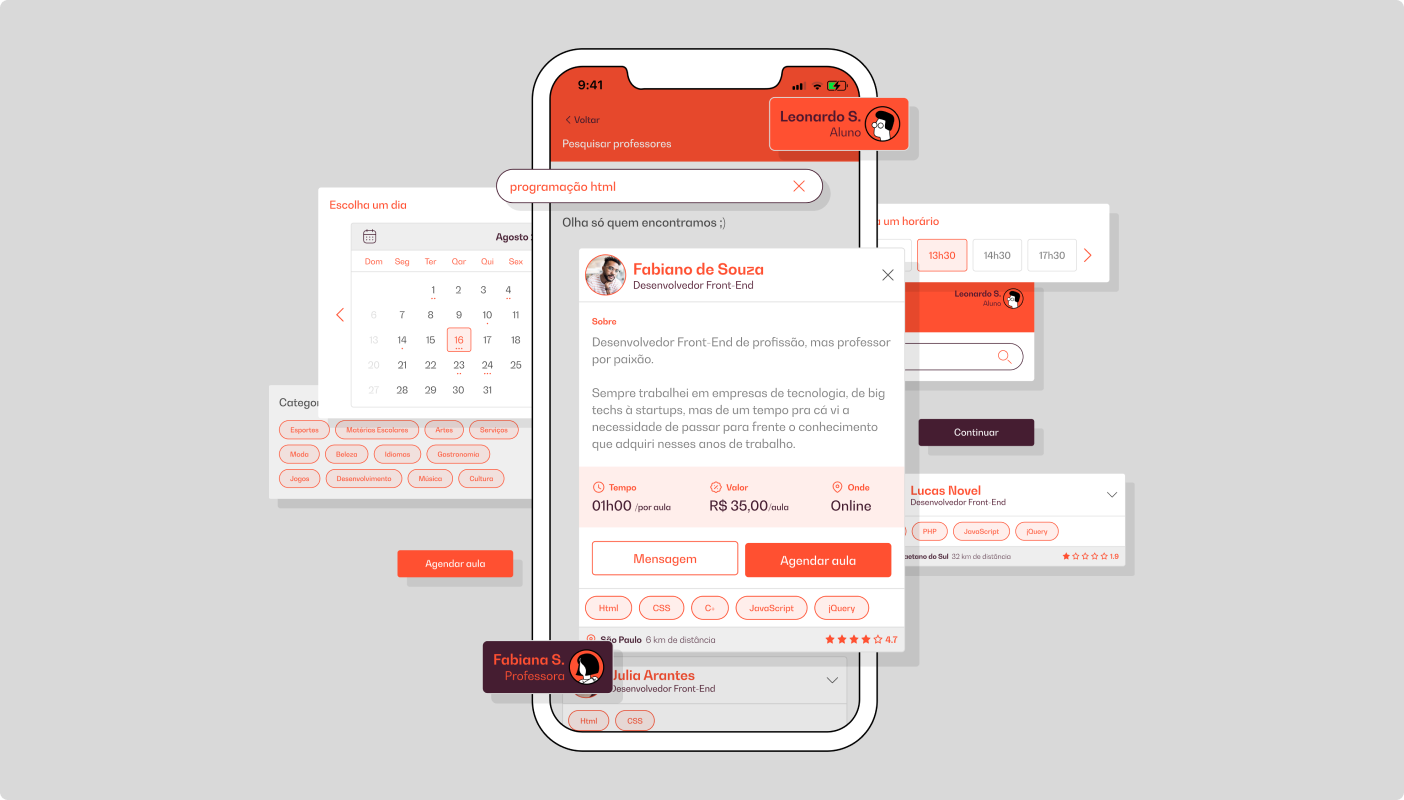 9:41
Voltar
Pesquisar professores
Leonardo S.
Aluno
programação html
Olha só quem encontramos ;)
Escolha um dia
Agosto
Dom Seg Ter Qar Qui Sex
1 2 3 4
6 7 8 9 10 11
13 14 15 16 17 18
20 21 22 23 24 25
27 28 29 30 31
Esportes Matérias Escolares Artes Serviços
Moda Beleza Idiomas Gastronomia
Jogos Desenvolvimento Música Cultura
Agendar aula
Fabiano de Souza
Desenvolvedor Front-End
Sobre
Desenvolvedor Front-End de profissão, mas professor
por paixão.
Sempre trabalhei em empresas de tecnologia, de big
techs à startups, mas de um tempo pra cá vi a
necessidade de passar para frente o conhecimento
que adquiri nesses anos de trabalho.
Tempo Valor Onde
01h00 /por aula R$ 35,00/aula Online
Mensagem Agendar aula
Html CSS C# JavaScript jQuery
São Paulo 6 km de distância 4.7
Fabiana S.
Professora
Julia Arantes
Desenvolvedor Front-End
Html CSS
um horário
13h30 14h30 17h30
Leonardo S.
Aluno
Continuar
Lucas Novel
Desenvolvedor Front-End
PHP JavaScript jQuery
aetano do Sul 32 km de distância 1.9